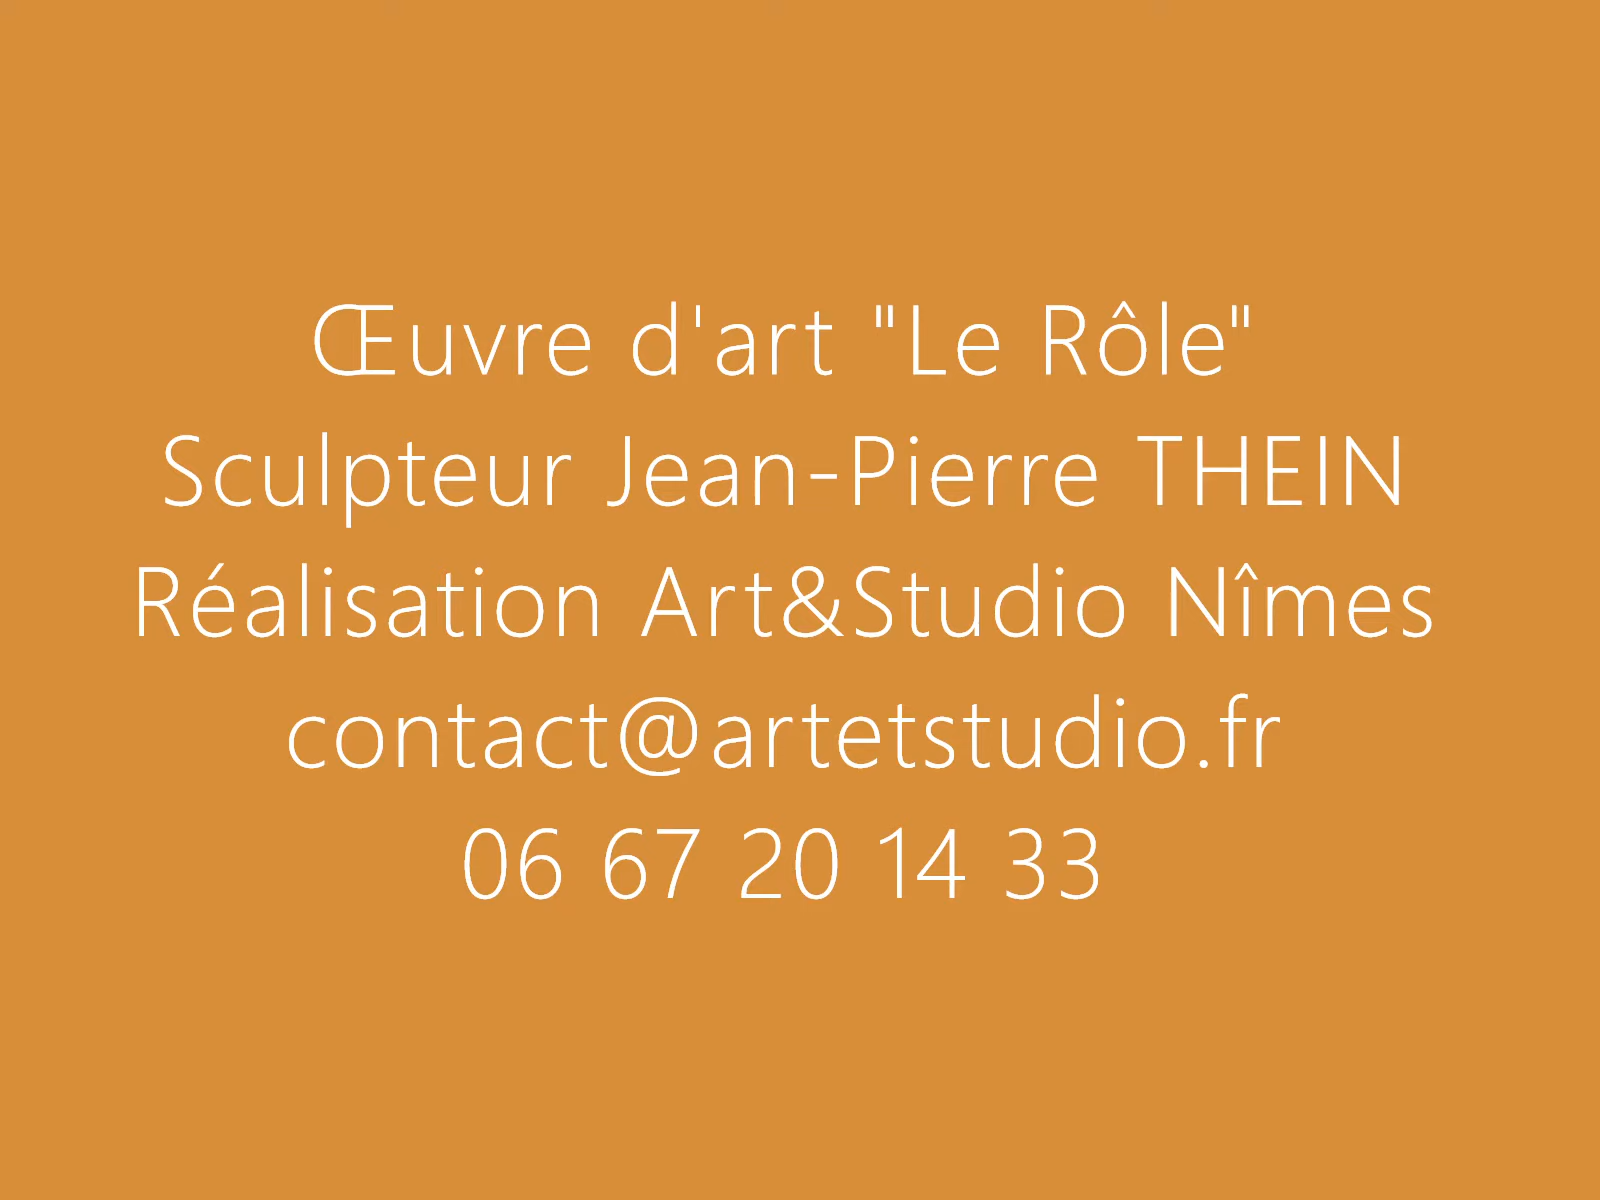 Œuvre d'art "Le Rôle"
Sculpteur Jean-Pierre THEIN
Réalisation Art&Studio Nîmes
contact@artetstudio.fr
06 67 20 14 33